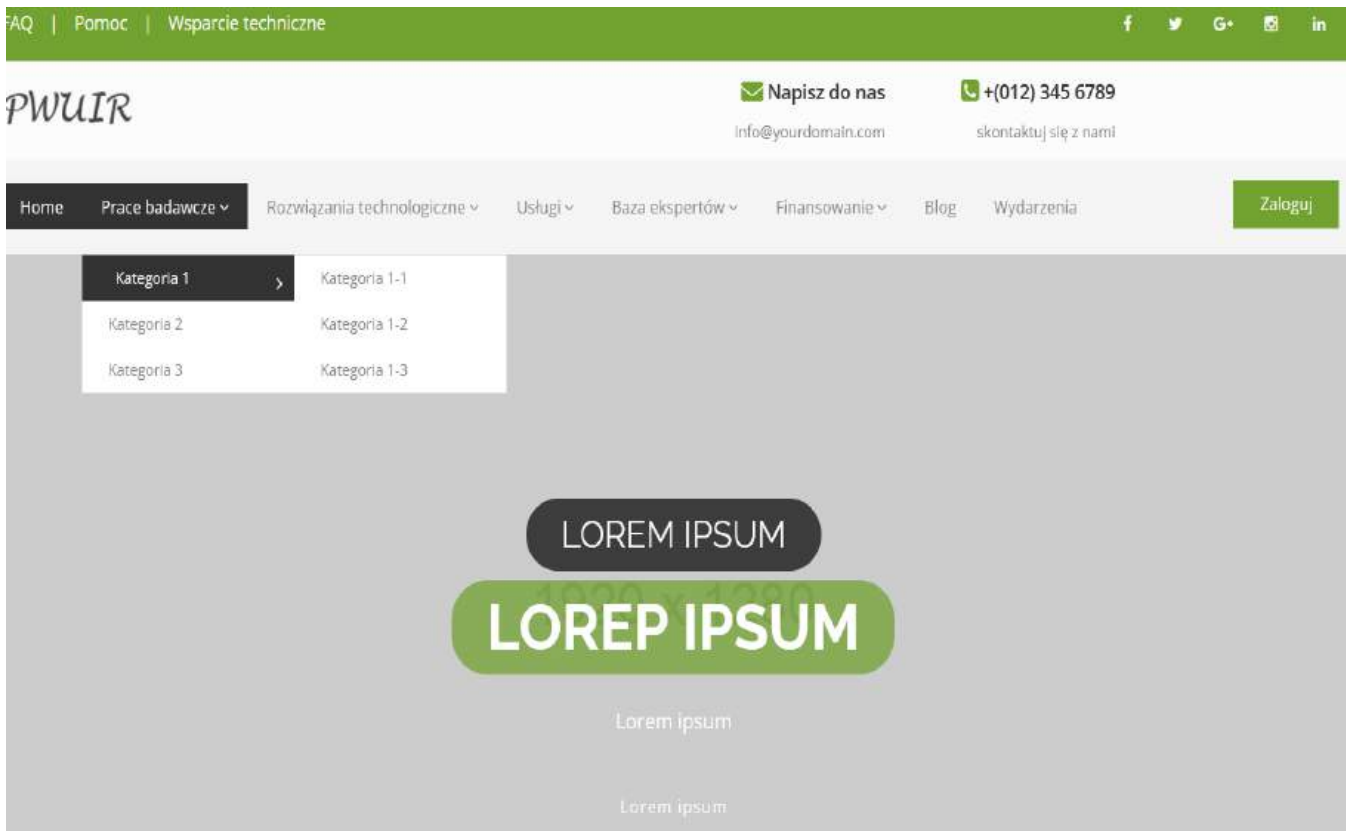 FAQ | Pomoc | Wsparcie techniczne
PWUIR
Napisz do nas
info@yourdomain.com
+(012) 345 6789
skontaktuj się z nami
Home Prace badawcze Rozwiązania technologiczne Usługi Baza ekspertów Finansowanie Blog Wydarzenia Zaloguj
Kategoria 1 Kategoria 1-1
Kategoria 2 Kategoria 1-2
Kategoria 3 Kategoria 1-3
LOREM IPSUM
1920 x 1280
LOREP IPSUM
Lorem ipsum
Lorem ipsum